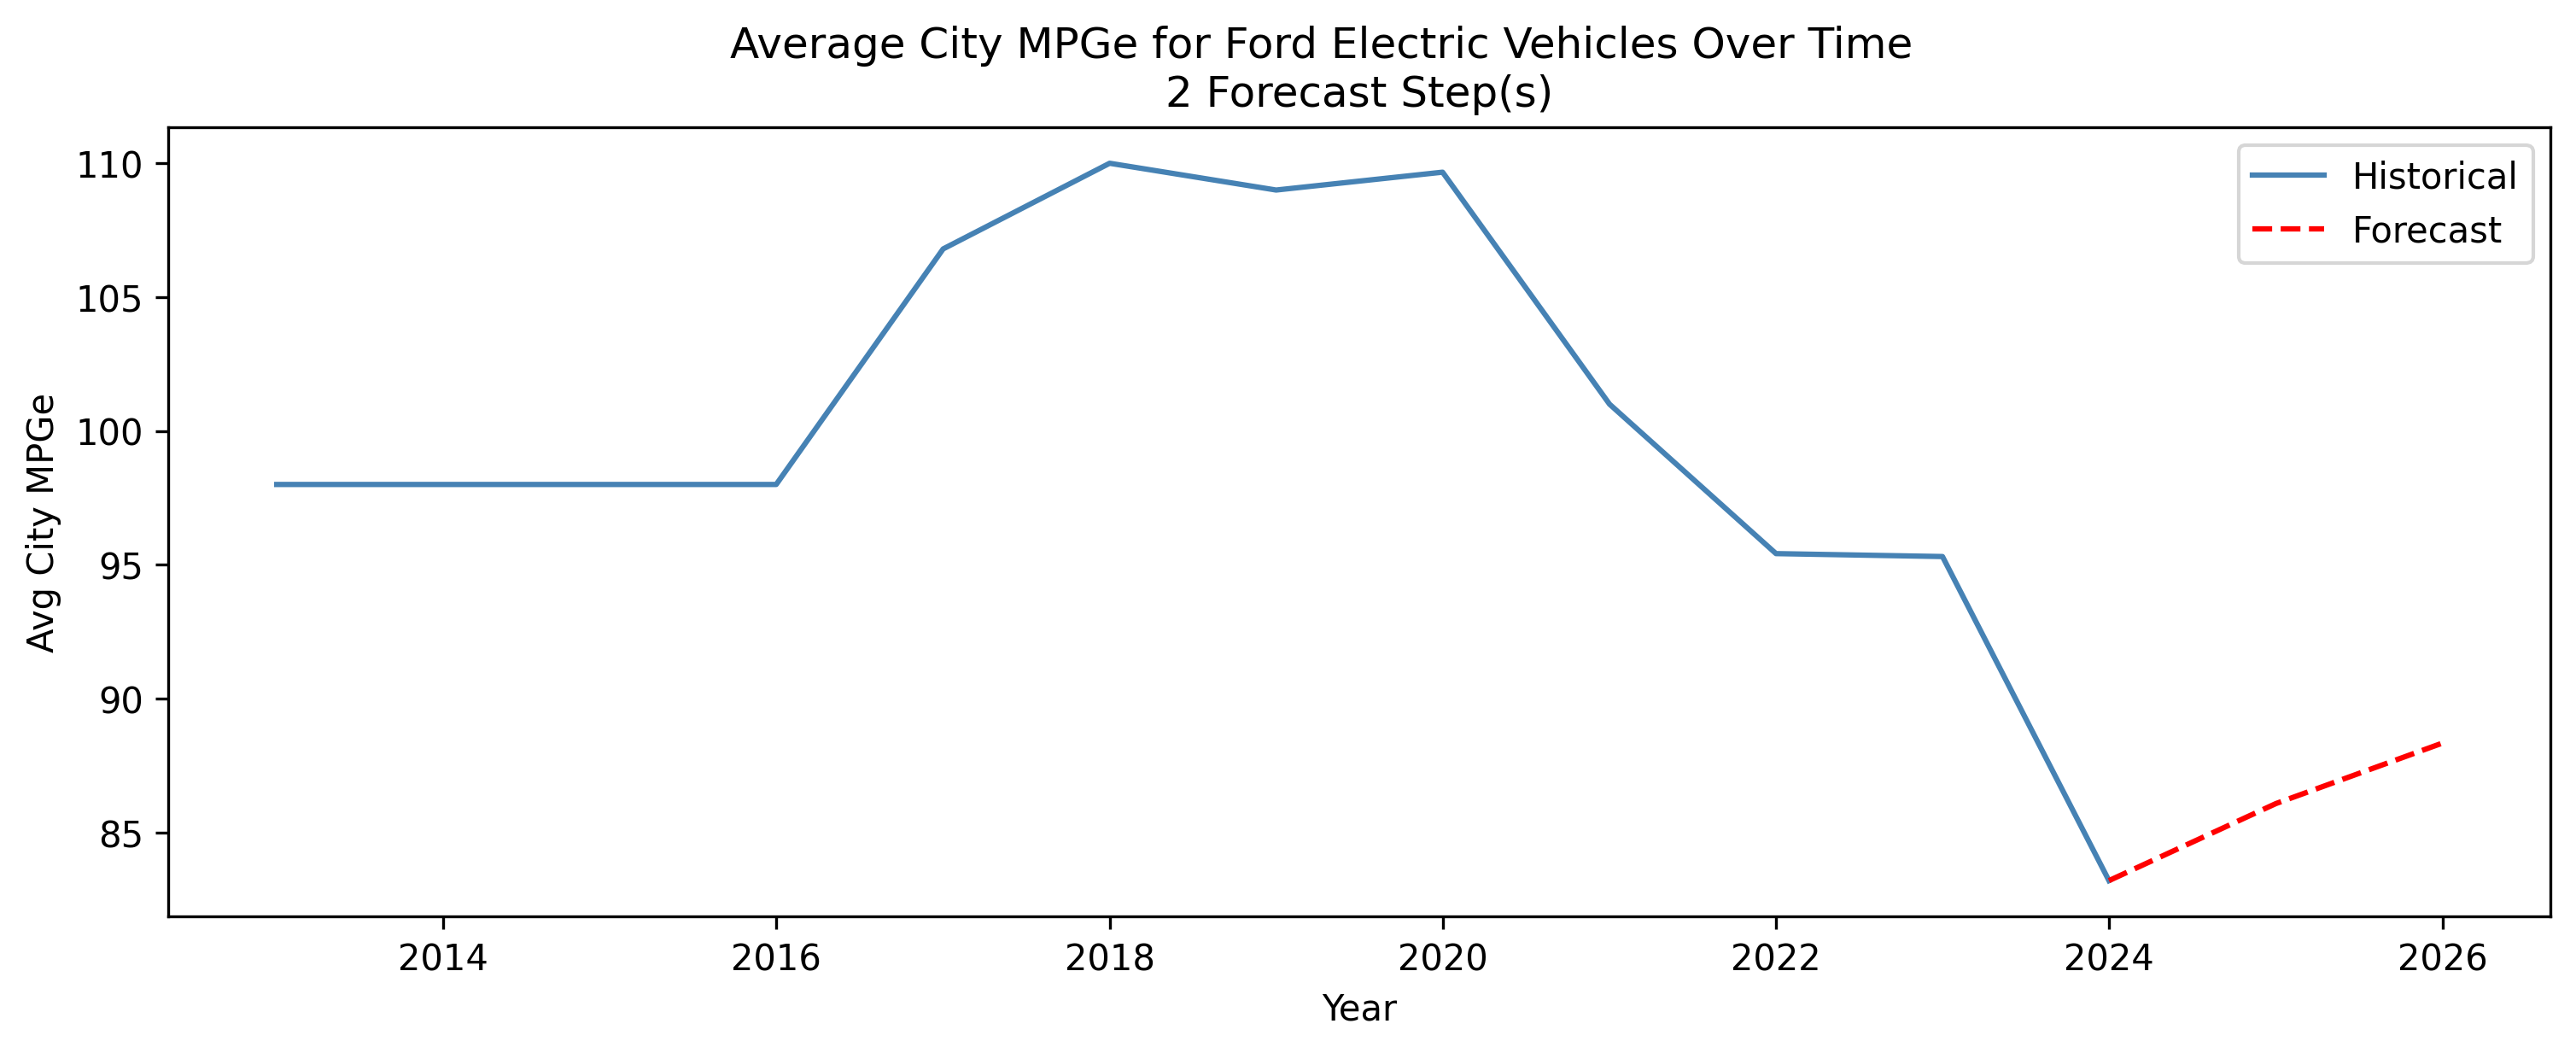 Average City MPGe for Ford Electric Vehicles Over Time
2 Forecast Step(s)
Historical
Forecast
110
105
100
95
90
85
Avg City MPGe
2014
2016
2018
2020
2022
2024
2026
Year